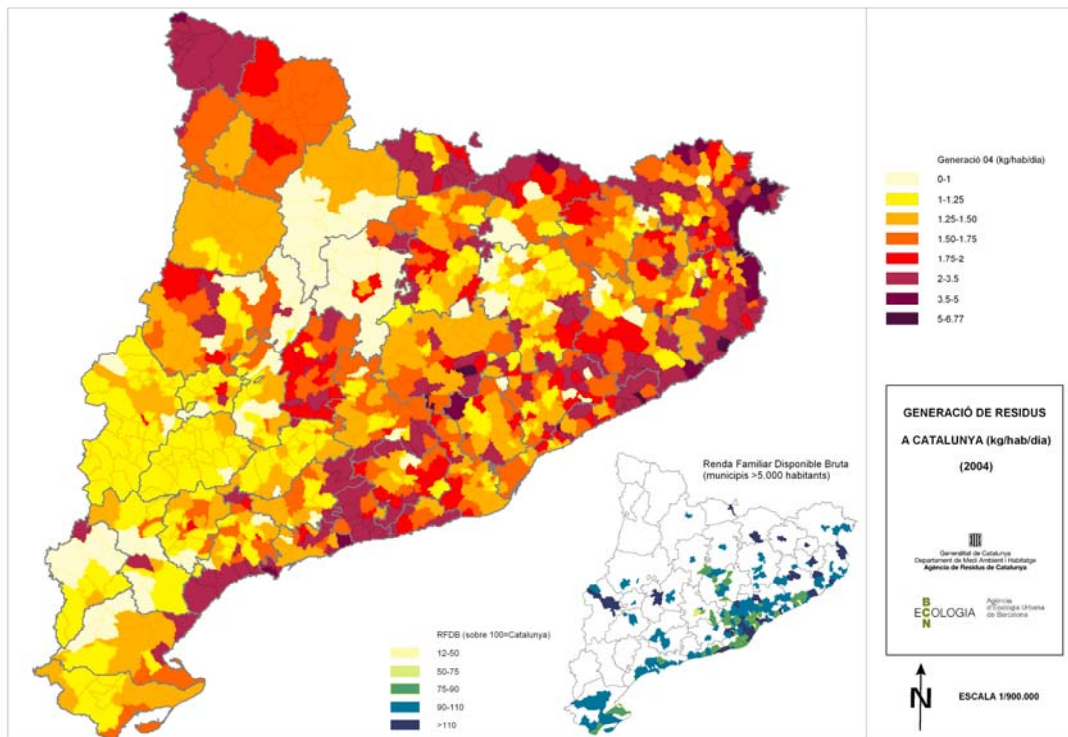 Generació 04 (kg/hab/dia)
0-1
1-1.25
1.25-1.50
1.50-1.75
1.75-2
2-3.5
3.5-5
5-6.77
GENERACIÓ DE RESIDUS
A CATALUNYA (kg/hab/dia)
(2004)
Generalitat de Catalunya
Departament de Medi Ambient i Habitatge
Agència de Residus de Catalunya
BCN
ECOLOGIA
Agència
d'Ecologia Urbana
de Barcelona
N
ESCALA 1/900.000
Renda Familiar Disponible Bruta
(municipis >5.000 habitants)
RFDB (sobre 100=Catalunya)
12-50
50-75
75-90
90-110
>110